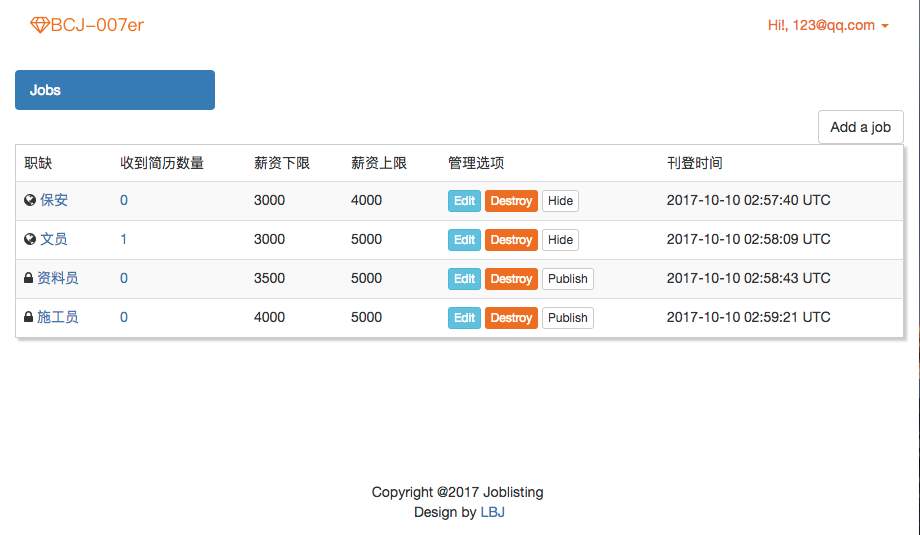 BCJ-007er
Hi!, 123@qq.com
Jobs
Add a job
职缺 收到简历数量 薪资下限 薪资上限 管理选项 刊登时间
保安 0 3000 4000 Edit Destroy Hide 2017-10-10 02:57:40 UTC
文员 1 3000 5000 Edit Destroy Hide 2017-10-10 02:58:09 UTC
资料员 0 3500 5000 Edit Destroy Publish 2017-10-10 02:58:43 UTC
施工员 0 4000 5000 Edit Destroy Publish 2017-10-10 02:59:21 UTC
Copyright @2017 Joblisting
Design by LBJ